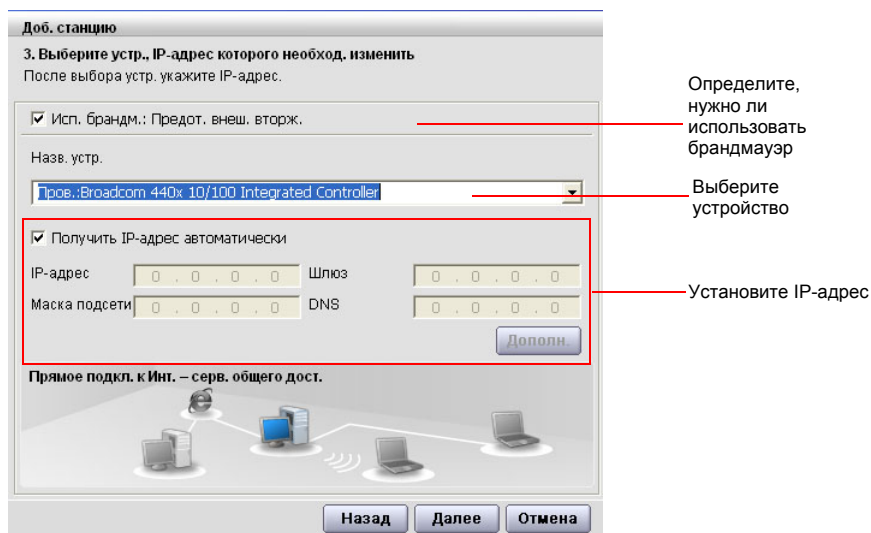 Доб. станцию
3. Выберите устр., IP-адрес которого необход. изменить
После выбора устр. укажите IP-адрес.
Исп. брандм.: Предот. внеш. вторж.
Определите,
нужно ли
использовать
брандмауэр
Назв. устр.
Пров.:Broadcom 440x 10/100 Integrated Controller
Выберите
устройство
Получить IP-адрес автоматически
IP-адрес 0 . 0 . 0 . 0 Шлюз 0 . 0 . 0 . 0
Маска подсети 0 . 0 . 0 . 0 DNS 0 . 0 . 0 . 0
Установите IP-адрес
Дополн.
Прямое подкл. к Инт. – серв. общего дост.
Назад Далее Отмена